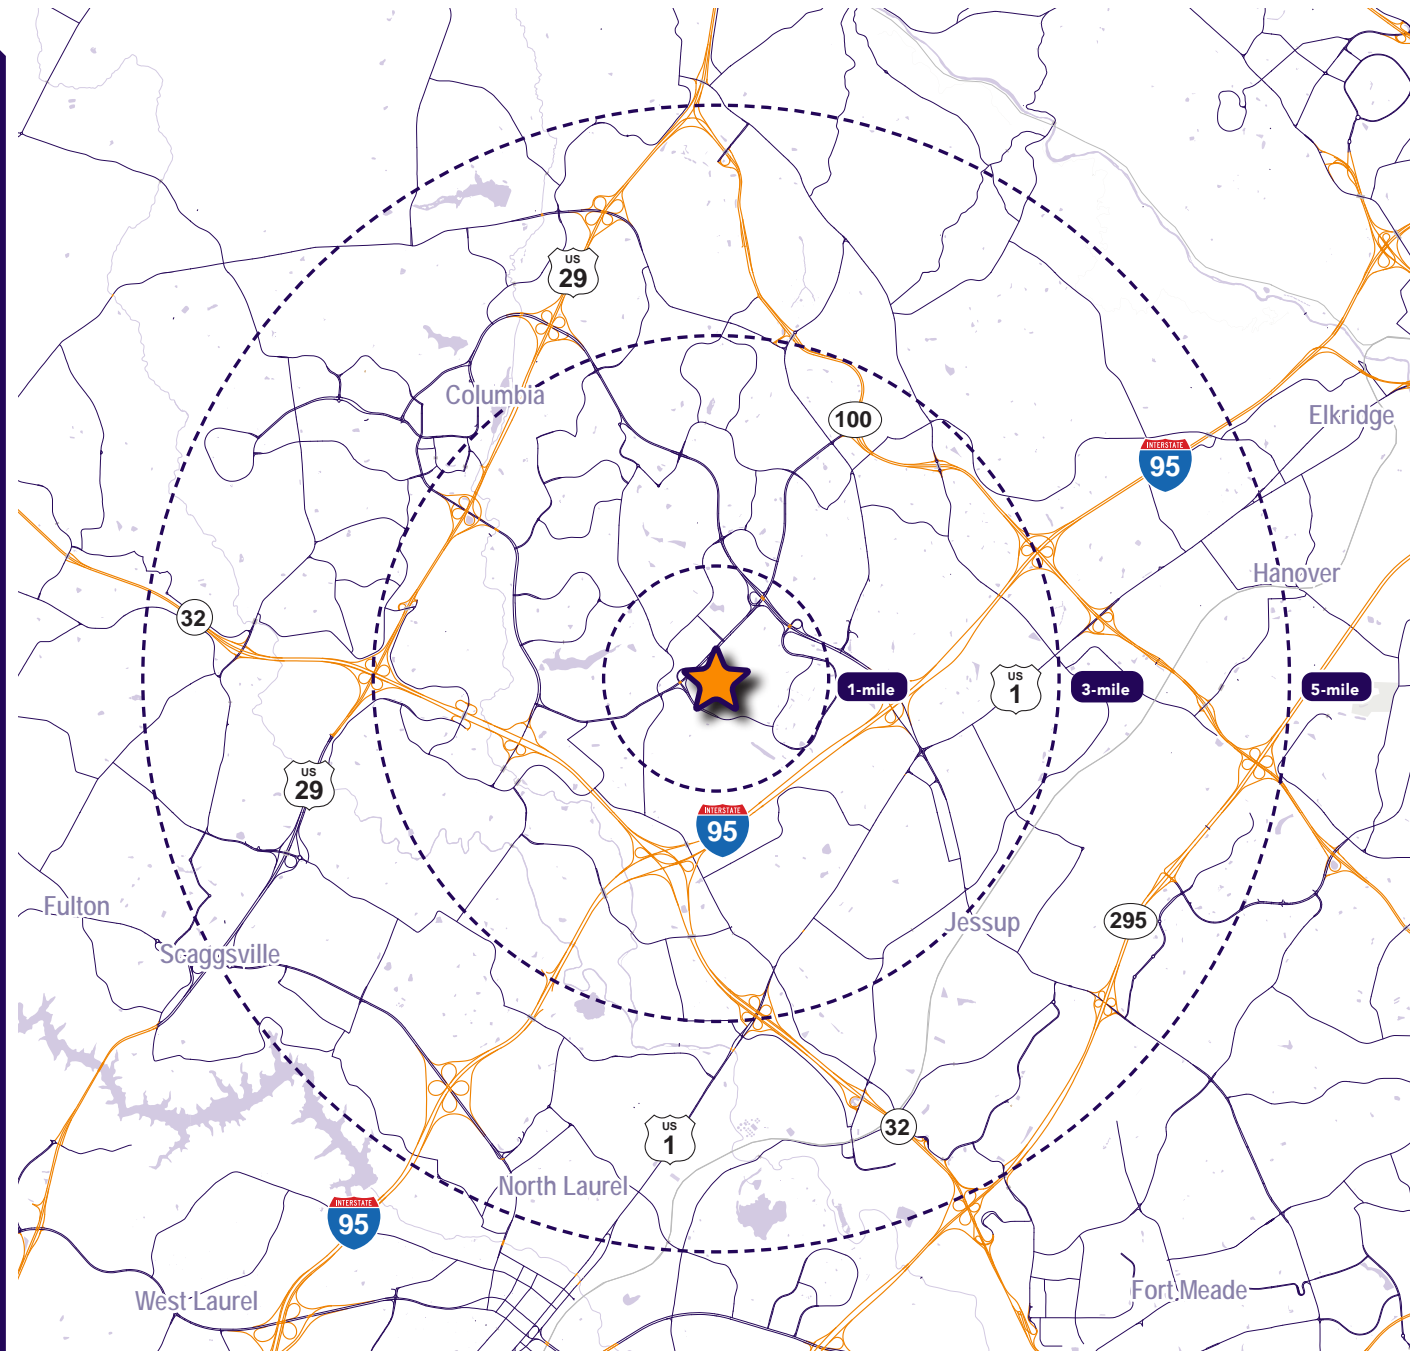 US
29
Columbia
100
Elkridge
INTERSTATE
95
Hanover
32
1-mile
US
1
3-mile
5-mile
US
29
INTERSTATE
95
Fulton
Jessup
295
Scaggsville
US
1
32
North Laurel
INTERSTATE
95
West Laurel
Fort Meade